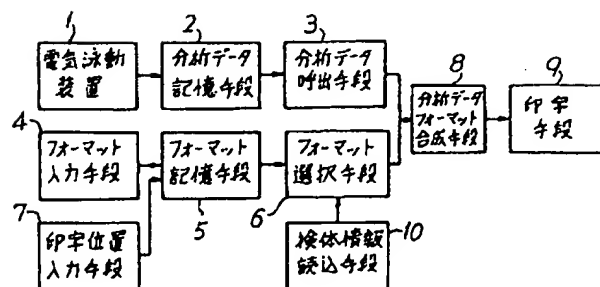 1
電気泳動
装置
2
分析データ
記憶手段
3
分析データ
呼出手段
8
分析データ
フォーマット
合成手段
9
印字
手段
4
フォーマット
入力手段
フォーマット
記憶手段
5
フォーマット
選択手段
6
7
印字位置
入力手段
検体情報
読込手段
10